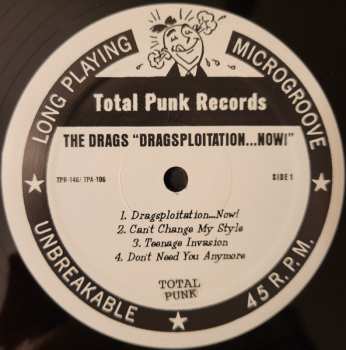 LONG PLAYING
MICROGROOVE
Total Punk Records
THE DRAGS "DRAGSPLOITATION...NOW!"
TPR-146/ TPA-106
SIDE 1
1. Dragsploitation...Now!
2. Can't Change My Style
3. Teenage Invasion
4. Don't Need You Anymore
TOTAL
PUNK
UNBREAKABLE
45 R.P.M.